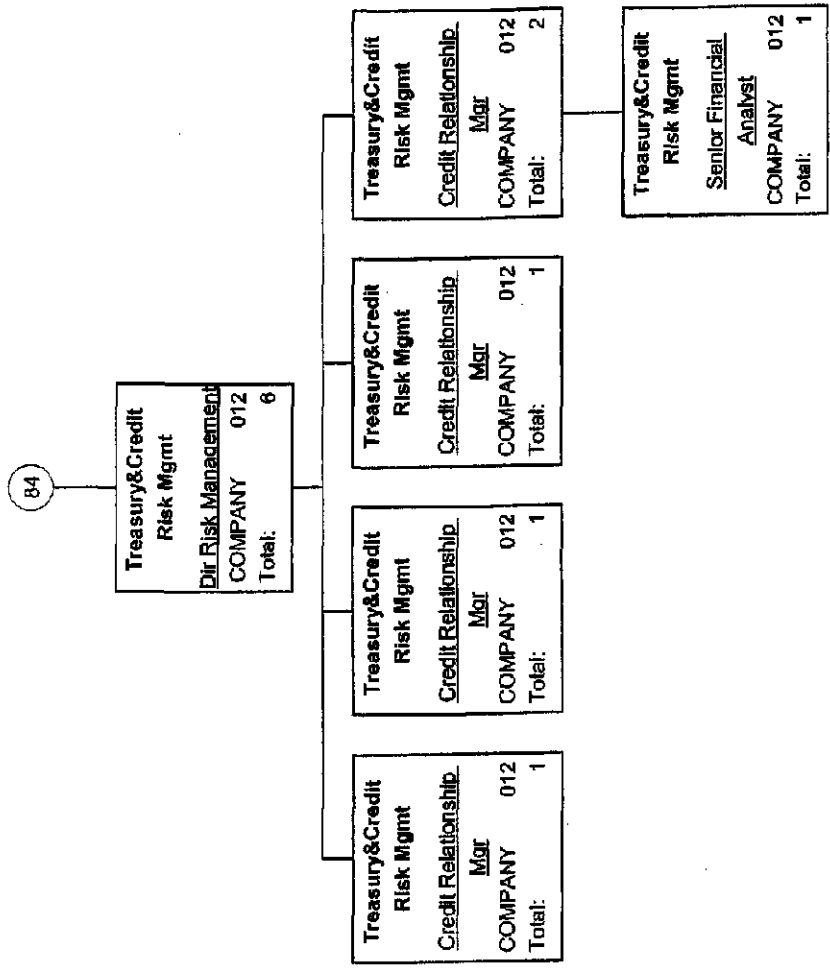 84
Treasury&Credit
Risk Mgmt
Dir Risk Management
COMPANY 012
Total: 6
Treasury&Credit
Risk Mgmt
Credit Relationship
Mgr
COMPANY 012
Total: 1
Treasury&Credit
Risk Mgmt
Credit Relationship
Mgr
COMPANY 012
Total: 1
Treasury&Credit
Risk Mgmt
Credit Relationship
Mgr
COMPANY 012
Total: 1
Treasury&Credit
Risk Mgmt
Credit Relationship
Mgr
COMPANY 012
Total: 2
Treasury&Credit
Risk Mgmt
Senior Financial
Analyst
COMPANY 012
Total: 1